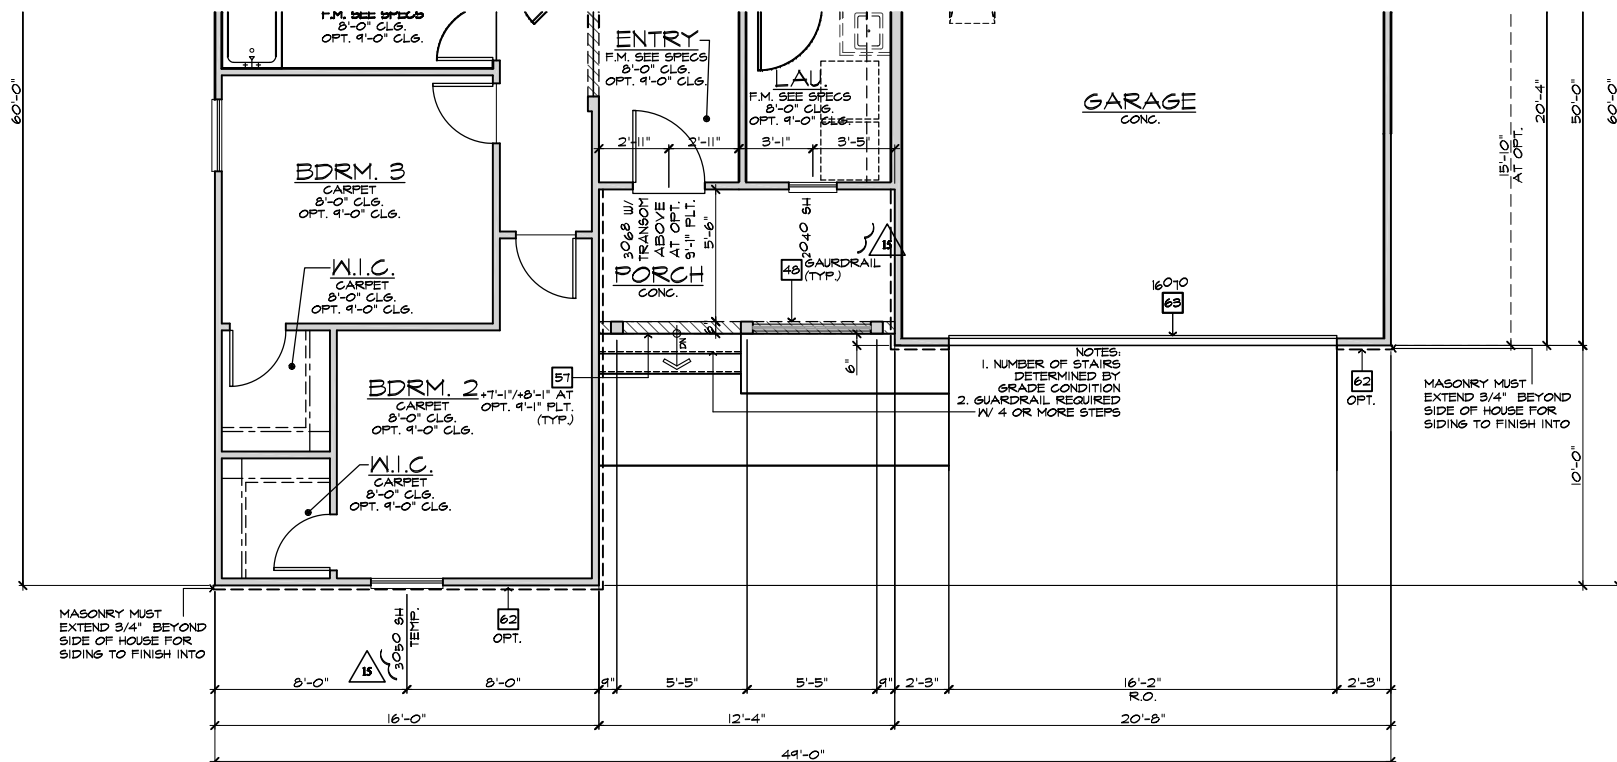 F.M. SEE SPECS
8'-0" CLG.
OPT. 9'-0" CLG.
ENTRY
F.M. SEE SPECS
8'-0" CLG.
OPT. 9'-0" CLG.
LAU.
F.M. SEE SPECS
8'-0" CLG.
OPT. 9'-0" CLG.
GARAGE
CONC.
60'-0"
20'-4"
50'-0"
60'-0"
15'-10"
AT OPT.
2'-11"
2'-11"
3'-1"
3'-5"
BDRM. 3
CARPET
8'-0" CLG.
OPT. 9'-0" CLG.
3068 W/
TRANSOM
ABOVE
AT OPT.
9'-1" PLT.
5'-6"
2040 SH
15
48
GAURDRAIL
(TYP.)
PORCH
CONC.
W.I.C.
CARPET
8'-0" CLG.
OPT. 9'-0" CLG.
16070
63
DN
6"
NOTES:
1. NUMBER OF STAIRS
DETERMINED BY
GRADE CONDITION
2. GUARDRAIL REQUIRED
W/ 4 OR MORE STEPS
57
+7'-1"/+8'-1" AT
OPT. 9'-1" PLT.
(TYP.)
BDRM. 2
CARPET
8'-0" CLG.
OPT. 9'-0" CLG.
62
OPT.
MASONRY MUST
EXTEND 3/4" BEYOND
SIDE OF HOUSE FOR
SIDING TO FINISH INTO
10'-0"
W.I.C.
CARPET
8'-0" CLG.
OPT. 9'-0" CLG.
MASONRY MUST
EXTEND 3/4" BEYOND
SIDE OF HOUSE FOR
SIDING TO FINISH INTO
15
3050 SH
TEMP.
62
OPT.
8'-0"
8'-0"
9"
5'-5"
5'-5"
9"
2'-3"
16'-2"
R.O.
2'-3"
16'-0"
12'-4"
20'-8"
49'-0"